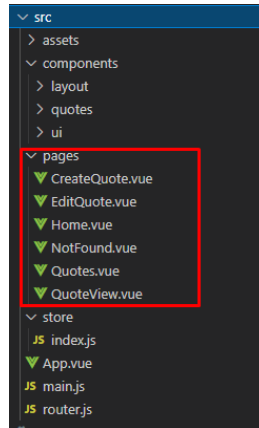 src
assets
components
layout
quotes
ui
pages
CreateQuote.vue
EditQuote.vue
Home.vue
NotFound.vue
Quotes.vue
QuoteView.vue
store
JS index.js
App.vue
JS main.js
JS router.js